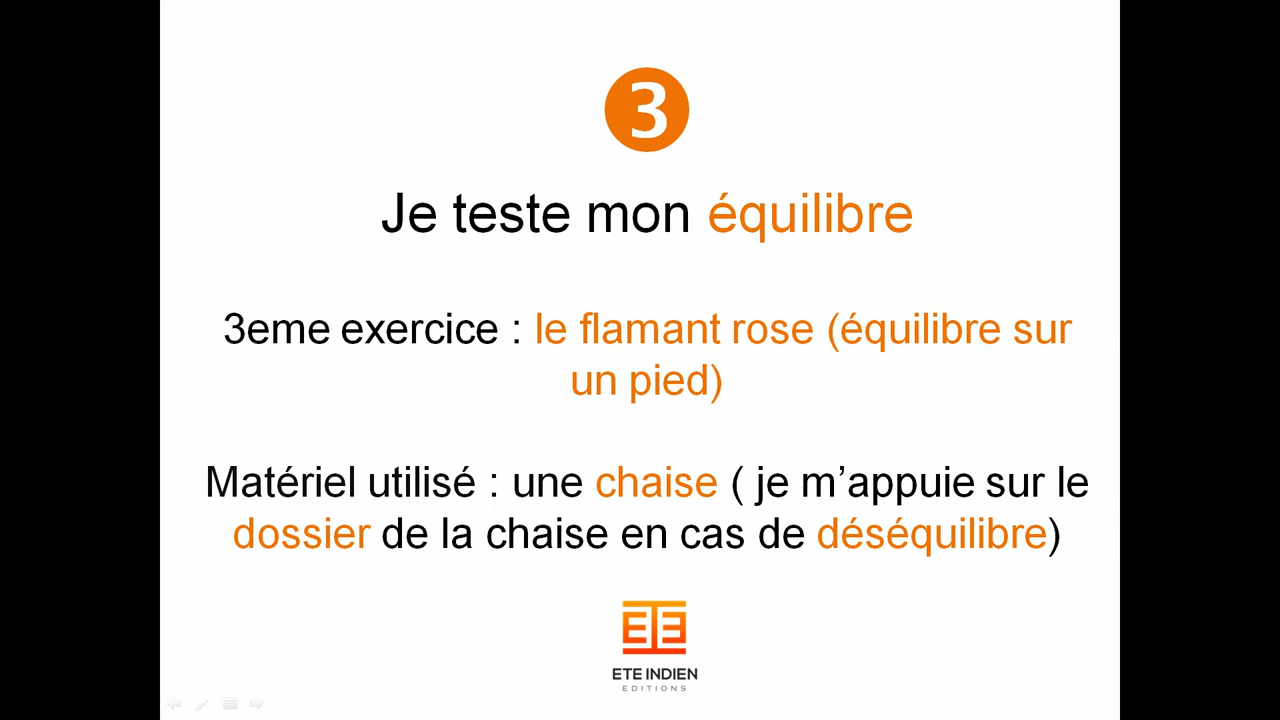 3
Je teste mon équilibre
3eme exercice : le flamant rose (équilibre sur
un pied)
Matériel utilisé : une chaise ( je m’appuie sur le
dossier de la chaise en cas de déséquilibre)
ETE
ETE INDIEN
EDITIONS